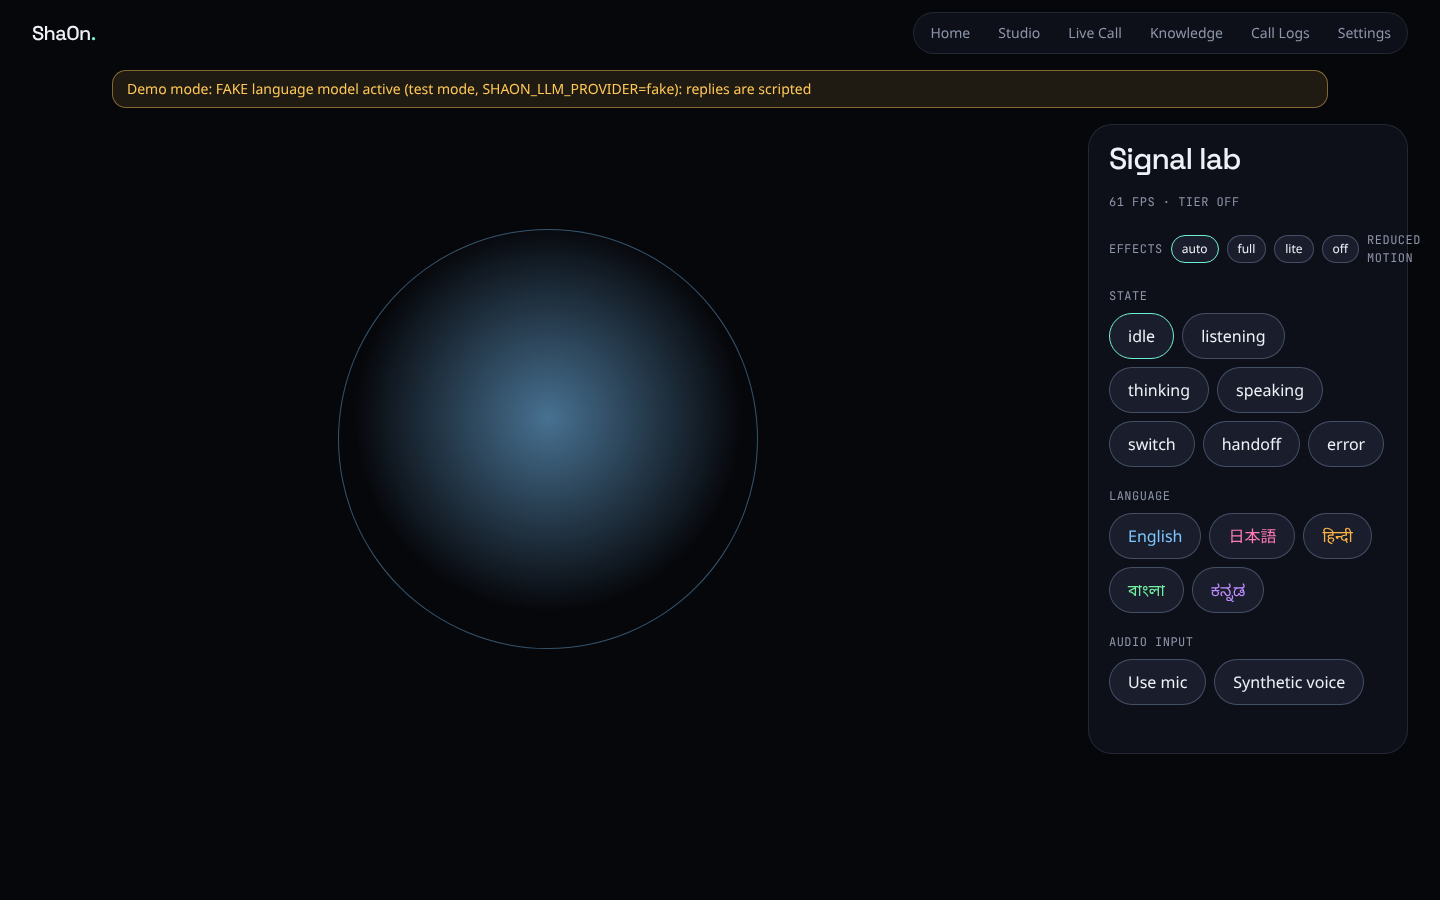 ShaOn.
Home Studio Live Call Knowledge Call Logs Settings
Demo mode: FAKE language model active (test mode, SHAON_LLM_PROVIDER=fake): replies are scripted
Signal lab
61 FPS · TIER OFF
EFFECTS auto full lite off REDUCED MOTION
STATE
idle listening
thinking speaking
switch handoff error
LANGUAGE
English 日本語 हिन्दी
বাংলা ಕನ್ನಡ
AUDIO INPUT
Use mic Synthetic voice